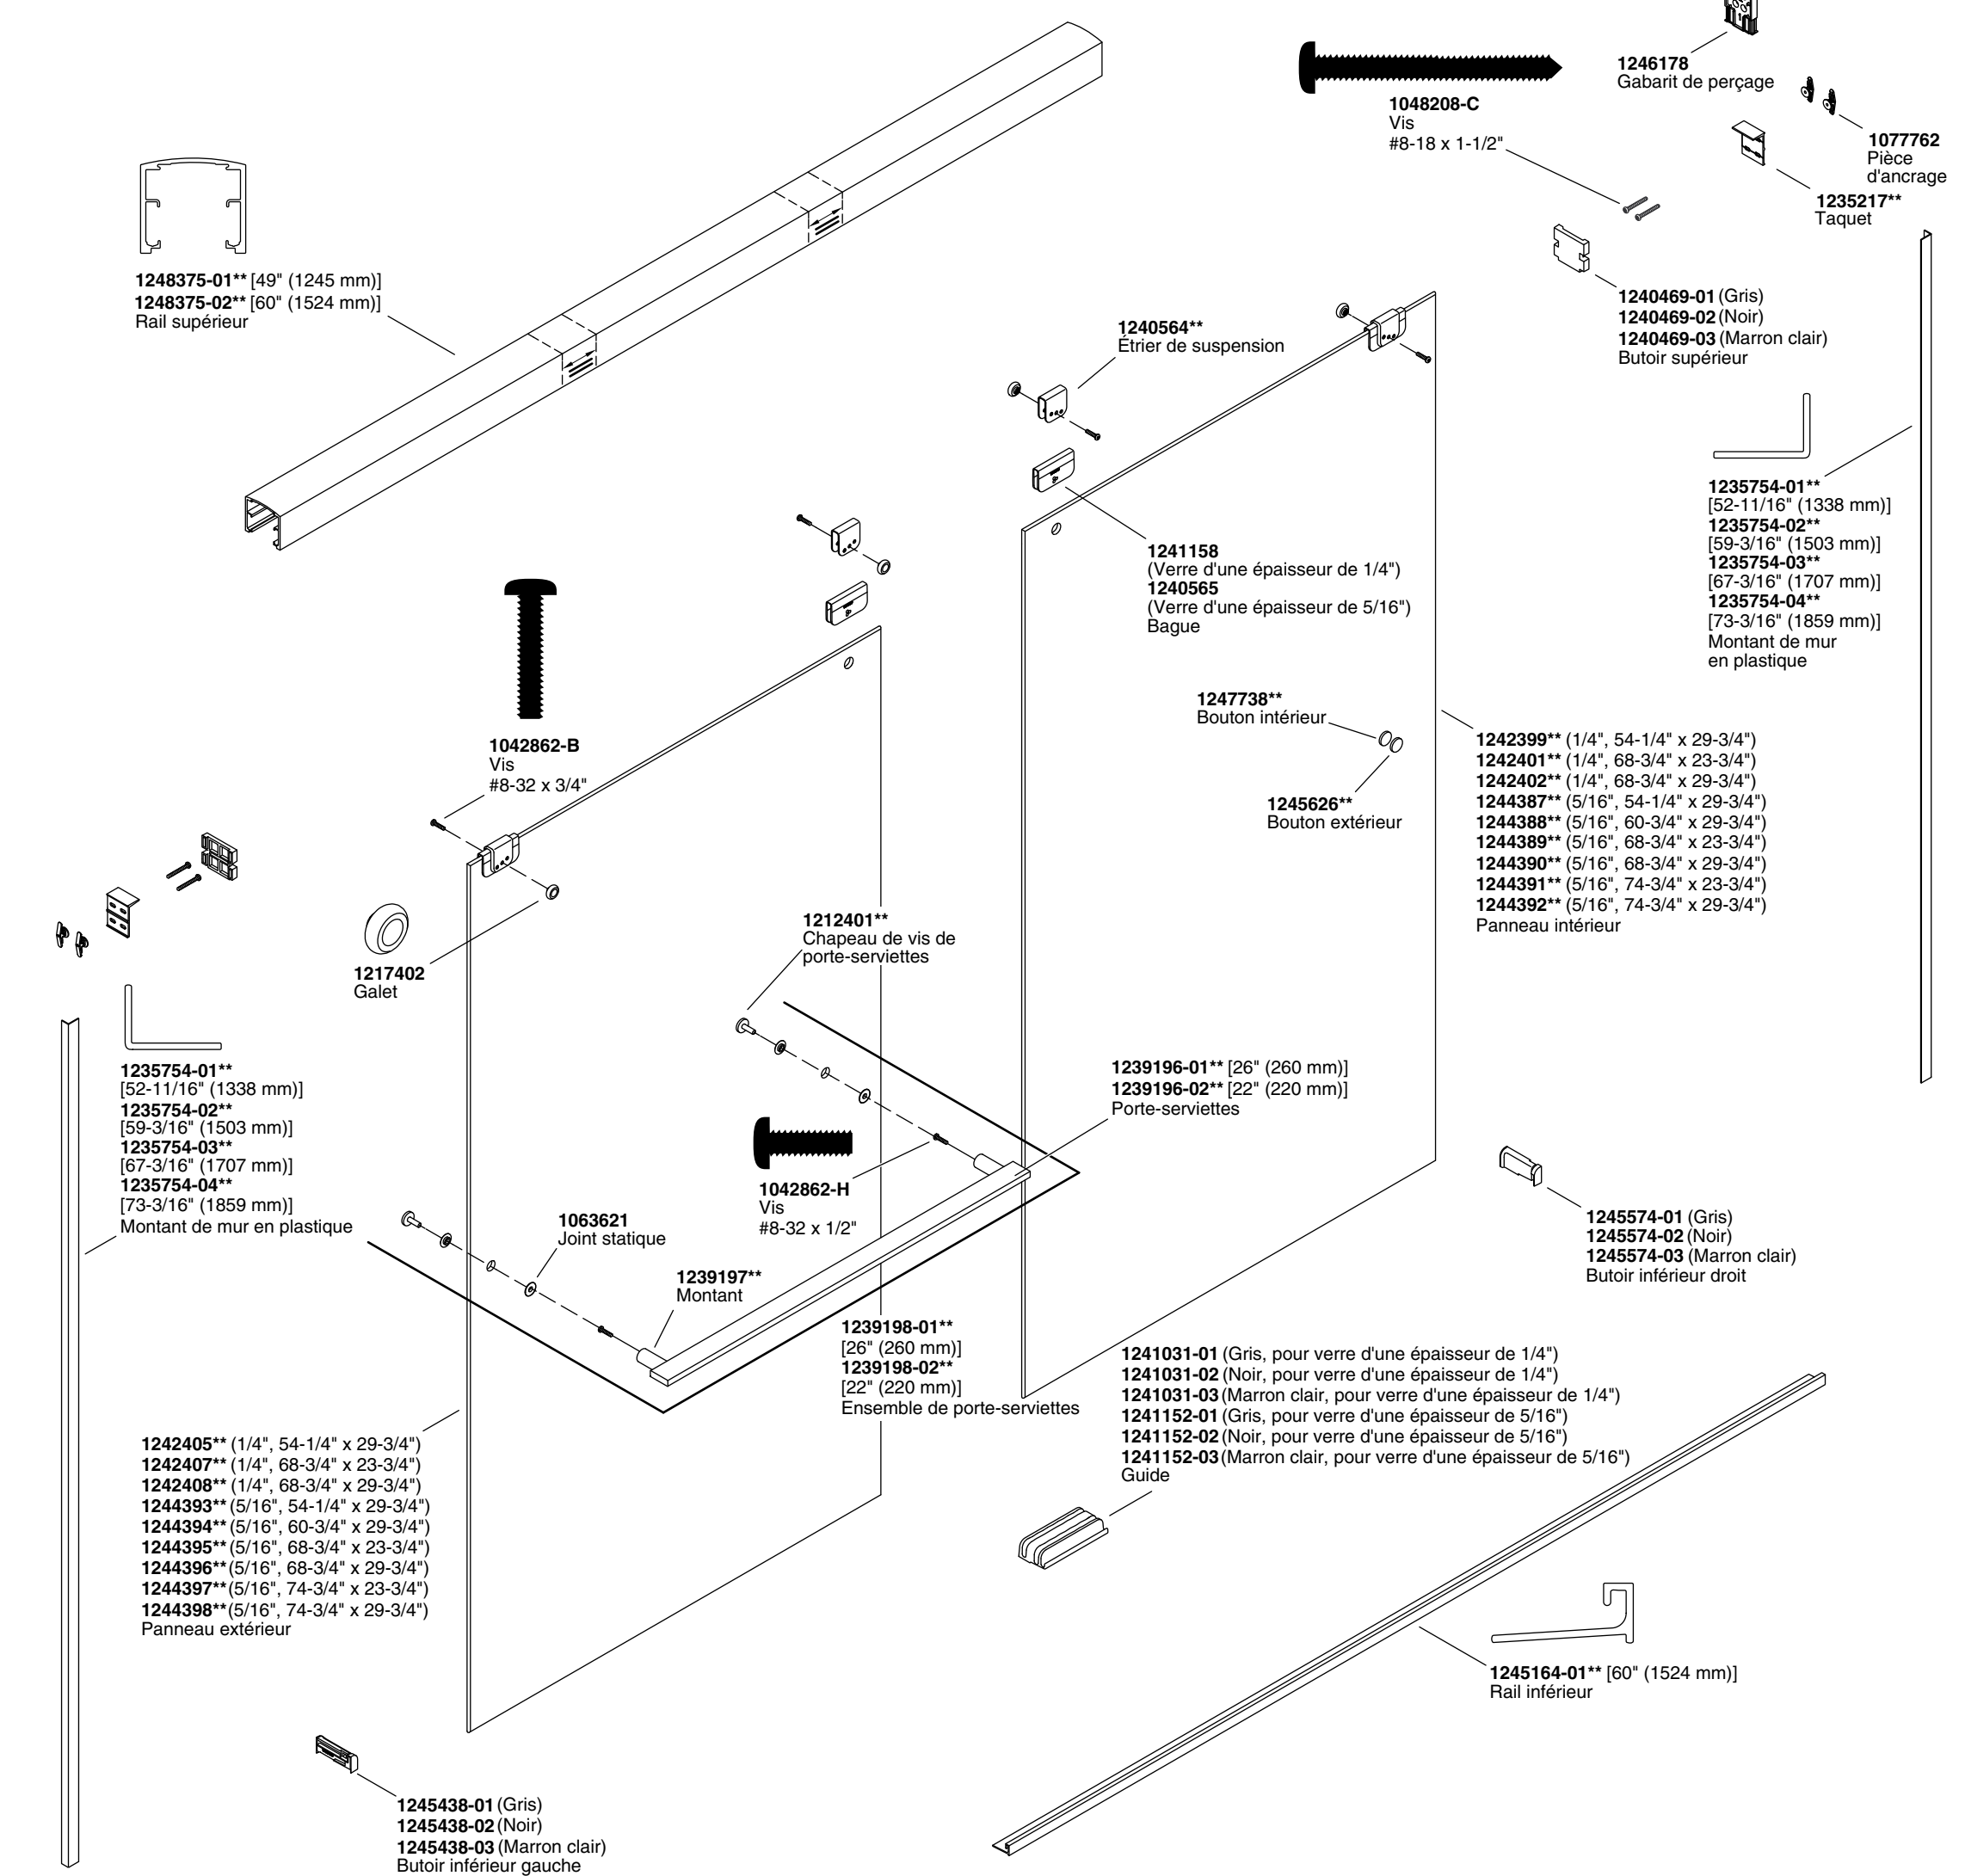 1246178
Gabarit de perçage
1048208-C
Vis
#8-18 x 1-1/2"
1077762
Pièce
d'ancrage
1235217**
Taquet
1248375-01** [49" (1245 mm)]
1248375-02** [60" (1524 mm)]
Rail supérieur
1240469-01 (Gris)
1240469-02 (Noir)
1240469-03 (Marron clair)
Butoir supérieur
1240564**
Étrier de suspension
1235754-01**
[52-11/16" (1338 mm)]
1235754-02**
[59-3/16" (1503 mm)]
1235754-03**
[67-3/16" (1707 mm)]
1235754-04**
[73-3/16" (1859 mm)]
Montant de mur
en plastique
1241158
(Verre d'une épaisseur de 1/4")
1240565
(Verre d'une épaisseur de 5/16")
Bague
1247738**
Bouton intérieur
1245626**
Bouton extérieur
1042862-B
Vis
#8-32 x 3/4"
1242399** (1/4", 54-1/4" x 29-3/4")
1242401** (1/4", 68-3/4" x 23-3/4")
1242402** (1/4", 68-3/4" x 29-3/4")
1244387** (5/16", 54-1/4" x 29-3/4")
1244388** (5/16", 60-3/4" x 29-3/4")
1244389** (5/16", 68-3/4" x 23-3/4")
1244390** (5/16", 68-3/4" x 29-3/4")
1244391** (5/16", 74-3/4" x 23-3/4")
1244392** (5/16", 74-3/4" x 29-3/4")
Panneau intérieur
1212401**
Chapeau de vis de
porte-serviettes
1217402
Galet
1235754-01**
[52-11/16" (1338 mm)]
1235754-02**
[59-3/16" (1503 mm)]
1235754-03**
[67-3/16" (1707 mm)]
1235754-04**
[73-3/16" (1859 mm)]
Montant de mur en plastique
1239196-01** [26" (260 mm)]
1239196-02** [22" (220 mm)]
Porte-serviettes
1042862-H
Vis
#8-32 x 1/2"
1063621
Joint statique
1239197**
Montant
1245574-01 (Gris)
1245574-02 (Noir)
1245574-03 (Marron clair)
Butoir inférieur droit
1239198-01**
[26" (260 mm)]
1239198-02**
[22" (220 mm)]
Ensemble de porte-serviettes
1241031-01 (Gris, pour verre d'une épaisseur de 1/4")
1241031-02 (Noir, pour verre d'une épaisseur de 1/4")
1241031-03 (Marron clair, pour verre d'une épaisseur de 1/4")
1241152-01 (Gris, pour verre d'une épaisseur de 5/16")
1241152-02 (Noir, pour verre d'une épaisseur de 5/16")
1241152-03 (Marron clair, pour verre d'une épaisseur de 5/16")
Guide
1242405** (1/4", 54-1/4" x 29-3/4")
1242407** (1/4", 68-3/4" x 23-3/4")
1242408** (1/4", 68-3/4" x 29-3/4")
1244393** (5/16", 54-1/4" x 29-3/4")
1244394** (5/16", 60-3/4" x 29-3/4")
1244395** (5/16", 68-3/4" x 23-3/4")
1244396** (5/16", 68-3/4" x 29-3/4")
1244397** (5/16", 74-3/4" x 23-3/4")
1244398** (5/16", 74-3/4" x 29-3/4")
Panneau extérieur
1245164-01** [60" (1524 mm)]
Rail inférieur
1245438-01 (Gris)
1245438-02 (Noir)
1245438-03 (Marron clair)
Butoir inférieur gauche